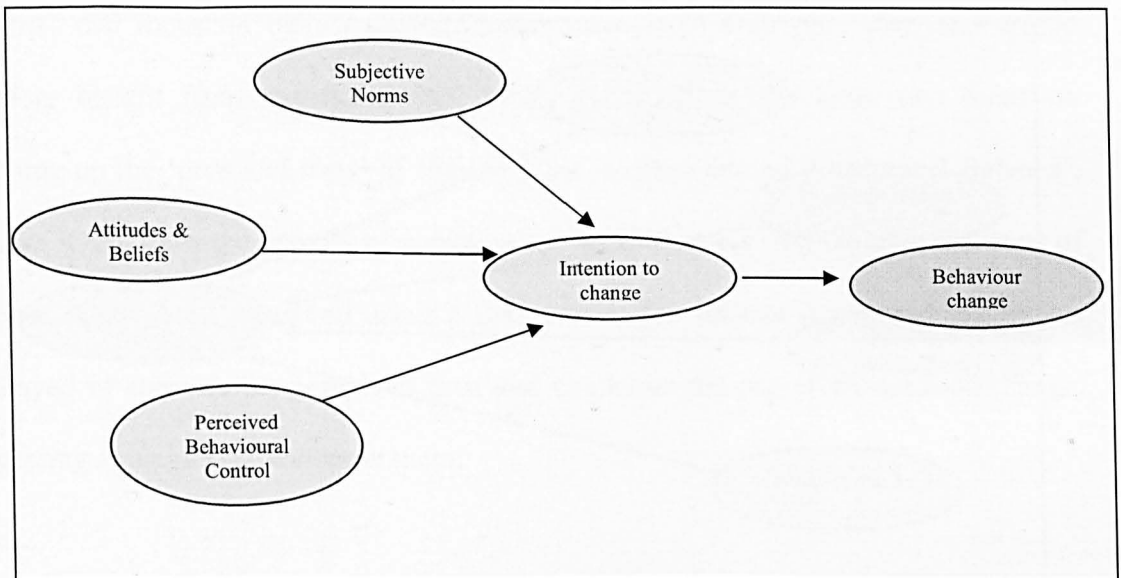 Subjective
Norms
Attitudes &
Beliefs
Intention to
change
Behaviour
change
Perceived
Behavioural
Control